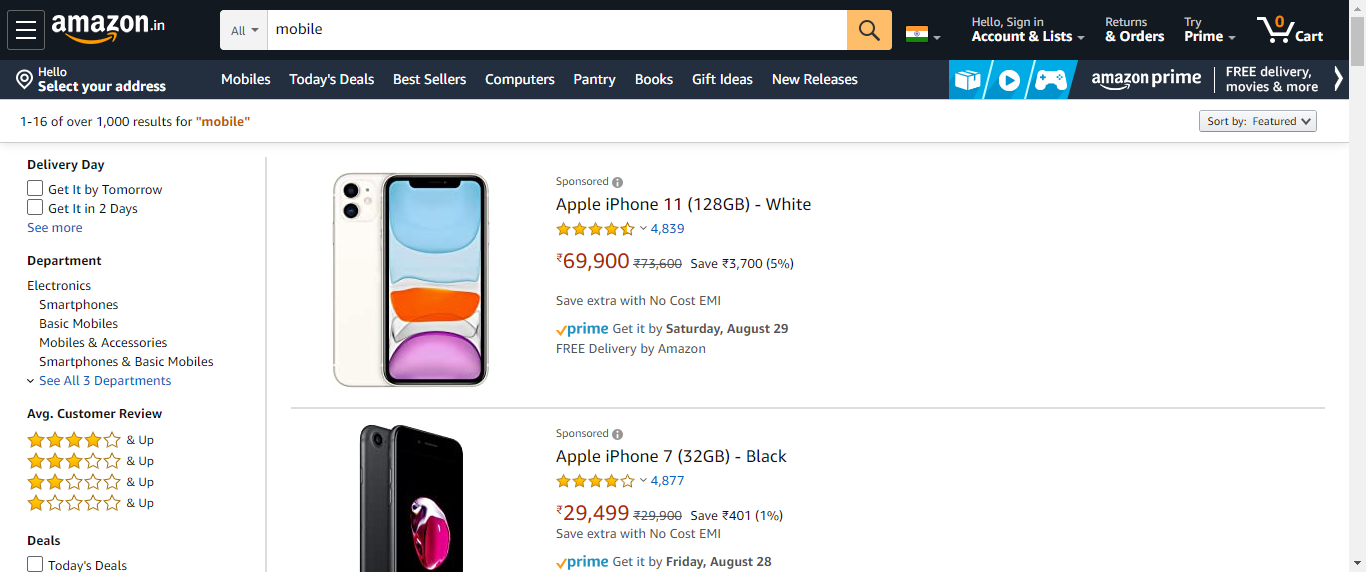 amazon.in
All
mobile
Hello, Sign in
Account & Lists
Returns
& Orders
Try
Prime
0
Cart
Hello
Select your address
Mobiles
Today's Deals
Best Sellers
Computers
Pantry
Books
Gift Ideas
New Releases
amazon prime
FREE delivery,
movies & more
1-16 of over 1,000 results for "mobile"
Sort by: Featured
Delivery Day
Get It by Tomorrow
Get It in 2 Days
See more
Department
Electronics
Smartphones
Basic Mobiles
Mobiles & Accessories
Smartphones & Basic Mobiles
See All 3 Departments
Avg. Customer Review
& Up
& Up
& Up
& Up
Deals
Today's Deals
Sponsored
Apple iPhone 11 (128GB) - White
4,839
₹69,900 ₹73,600 Save ₹3,700 (5%)
Save extra with No Cost EMI
prime Get it by Saturday, August 29
FREE Delivery by Amazon
Sponsored
Apple iPhone 7 (32GB) - Black
4,877
₹29,499 ₹29,900 Save ₹401 (1%)
Save extra with No Cost EMI
prime Get it by Friday, August 28